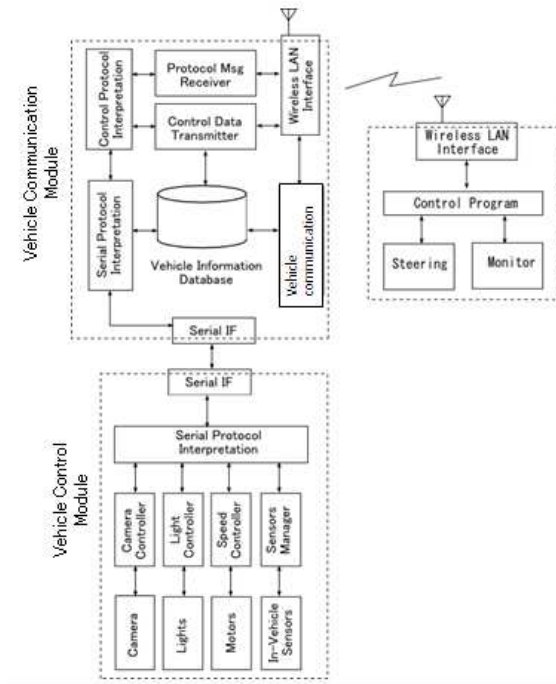 Vehicle Communication
Module
Control Protocol
Interpretation
Protocol Msg
Receiver
Control Data
Transmitter
Wireless LAN
Interface
Serial Protocol
Interpretation
Vehicle Information
Database
Vehicle
communication
Serial IF
Wireless LAN
Interface
Control Program
Steering
Monitor
Vehicle Control
Module
Serial IF
Serial Protocol
Interpretation
Camera
Controller
Light
Controller
Speed
Controller
Sensors
Manager
Camera
Lights
Motors
In-Vehicle
Sensors